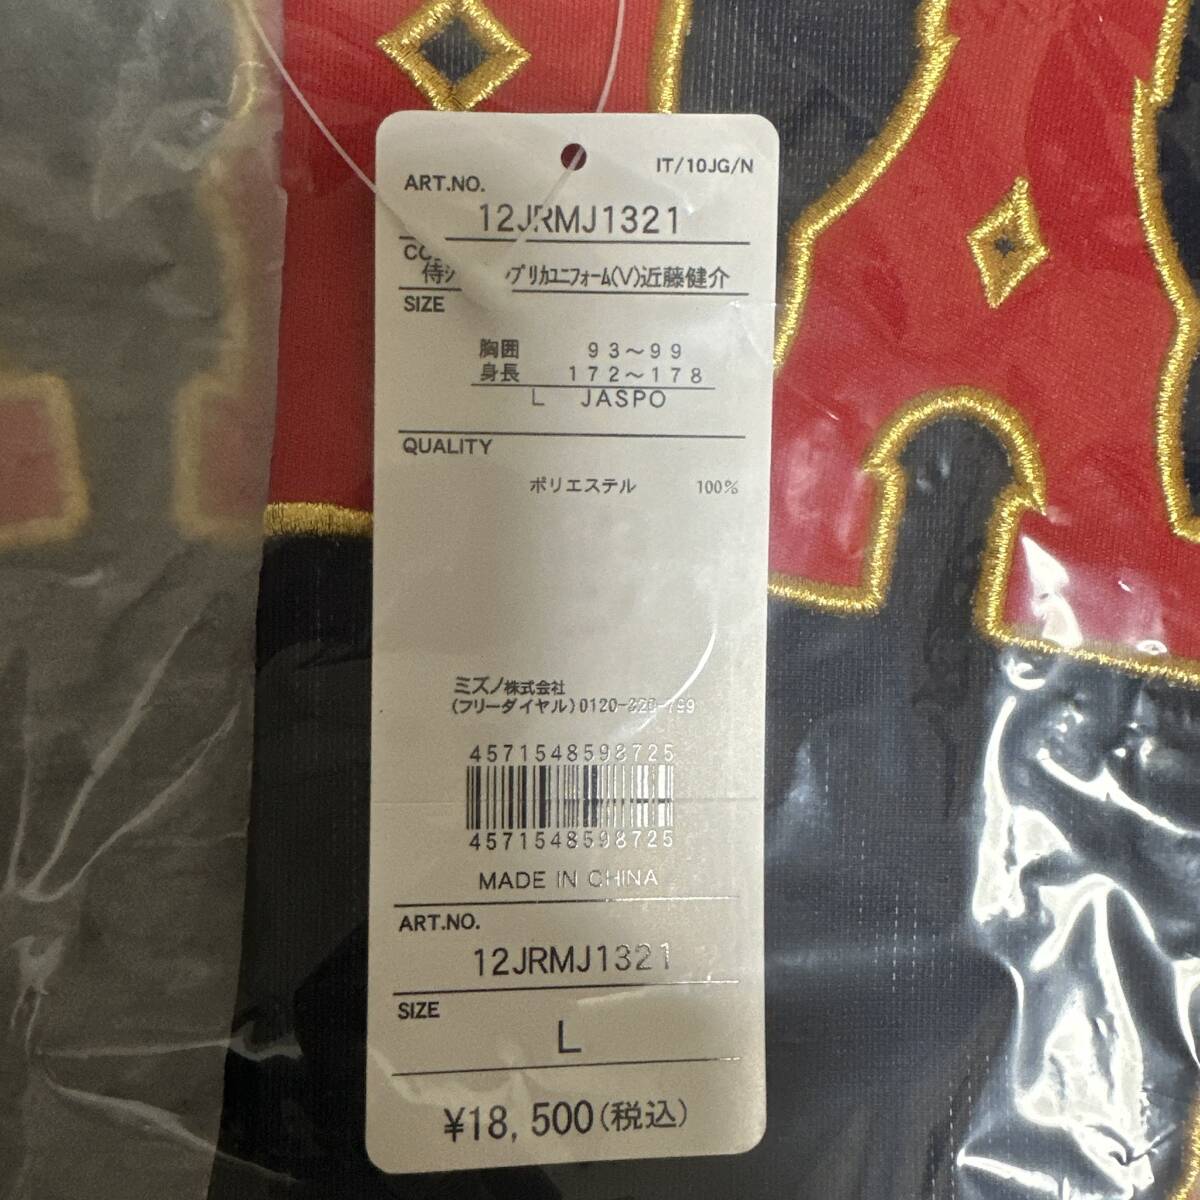 IT/10JG/N
ART.NO.
12JRMJ1321
侍 プリカユニフォーム(V)近藤健介
SIZE
胸囲 93～99
身長 172～178
L JASPO
QUALITY
ポリエステル 100%
ミズノ株式会社
(フリーダイヤル)0120-320-799
4571548598725
4571548598725
MADE IN CHINA
ART.NO.
12JRMJ1321
SIZE
L
¥18,500(税込)